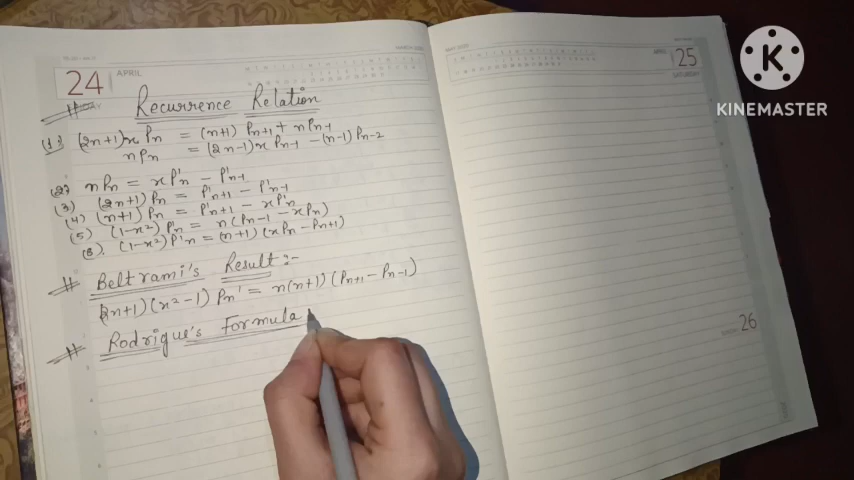 24 APRIL
MAY 2022
25
SATURDAY
KINEMASTER
Recurrence Relation
(1) (2n+1)x Pn = (n+1) Pn+1 + n Pn-1
n Pn = (2n-1)x Pn-1 - (n-1) Pn-2
(2) n Pn = x P'n - P'n-1
(3) (2n+1) Pn = P'n+1 - P'n-1
(4) (n+1) Pn = P'n+1 - x P'n
(5) (1-x²) P'n = n(Pn-1 - x Pn)
(6). (1-x²) P'n = (n+1) (x Pn - Pn+1)
# Beltrami's Result :-
(2n+1) (x²-1) Pn' = n(n+1) (Pn+1 - Pn-1)
# Rodrigue's Formula
26